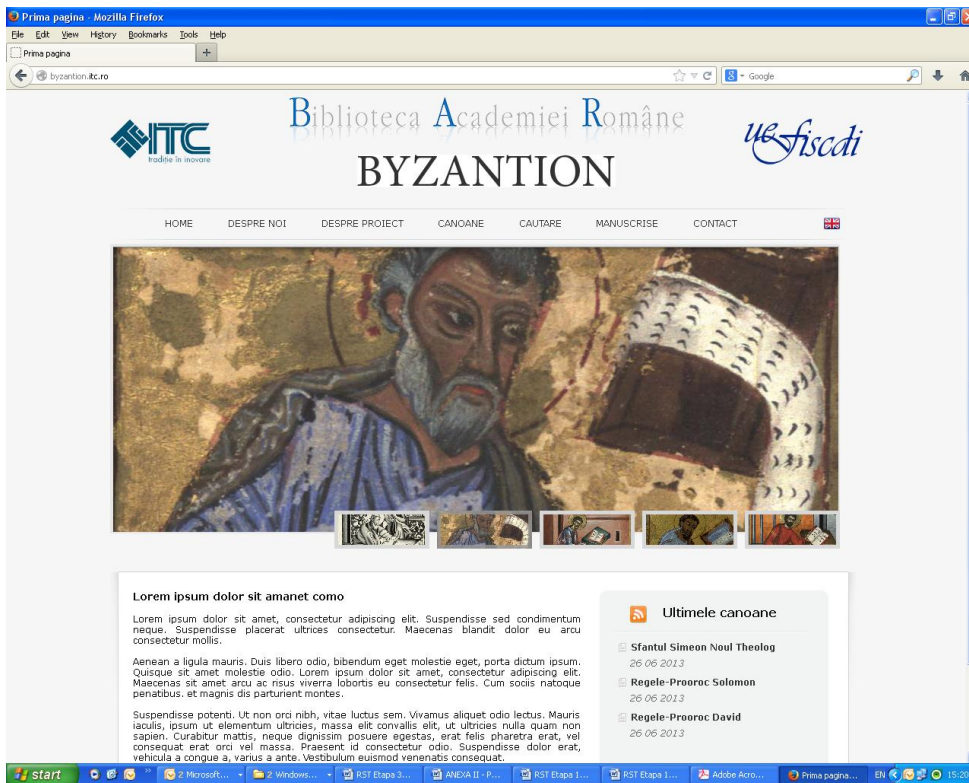 Prima pagina - Mozilla Firefox
File Edit View History Bookmarks Tools Help
Prima pagina
byzantion.itc.ro
Google
ITC
tradiție în inovare
Biblioteca Academiei Române
BYZANTION
uefiscdi
HOME DESPRE NOI DESPRE PROIECT CANOANE CAUTARE MANUSCRISE CONTACT
Lorem ipsum dolor sit amanet como
Lorem ipsum dolor sit amet, consectetur adipiscing elit. Suspendisse sed condimentum
neque. Suspendisse placerat ultrices consectetur. Maecenas blandit dolor eu arcu
consectetur mollis.
Aenean a ligula mauris. Duis libero odio, bibendum eget molestie eget, porta dictum ipsum.
Quisque sit amet molestie odio. Lorem ipsum dolor sit amet, consectetur adipiscing elit.
Maecenas sit amet arcu ac risus viverra lobortis eu consectetur felis. Cum sociis natoque
penatibus. et magnis dis parturient montes.
Suspendisse potenti. Ut non orci nibh, vitae luctus sem. Vivamus aliquet odio lectus. Mauris
iaculis, ipsum ut elementum ultricies, massa elit convallis elit, ut ultricies nulla quam non
sapien. Curabitur mattis, neque dignissim posuere egestas, erat felis pharetra erat, vel
consequat erat orci vel massa. Praesent id consectetur odio. Suspendisse dolor erat,
vehicula a congue a, varius a ante. Vestibulum euismod venenatis consequat.
Ultimele canoane
Sfantul Simeon Noul Theolog
26 06 2013
Regele-Prooroc Solomon
26 06 2013
Regele-Prooroc David
26 06 2013
start 2 Microsoft... 2 Windows... RST Etapa 3... ANEXA II - P... RST Etapa 1... RST Etapa 1... Adobe Acro... Prima pagina... EN